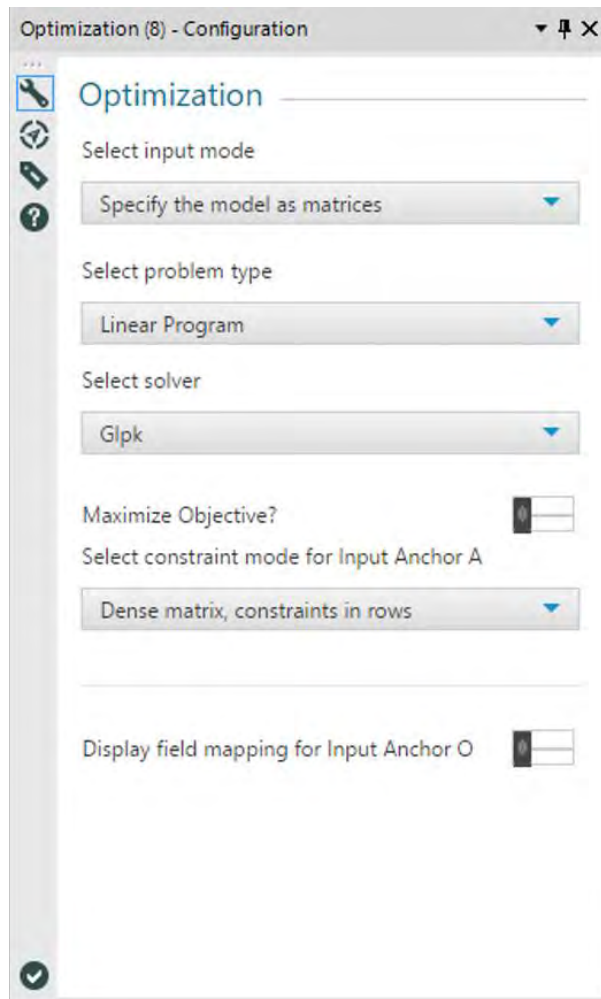 Optimization (8) - Configuration
Optimization
Select input mode
Specify the model as matrices
Select problem type
Linear Program
Select solver
Glpk
Maximize Objective?
Select constraint mode for Input Anchor A
Dense matrix, constraints in rows
Display field mapping for Input Anchor O